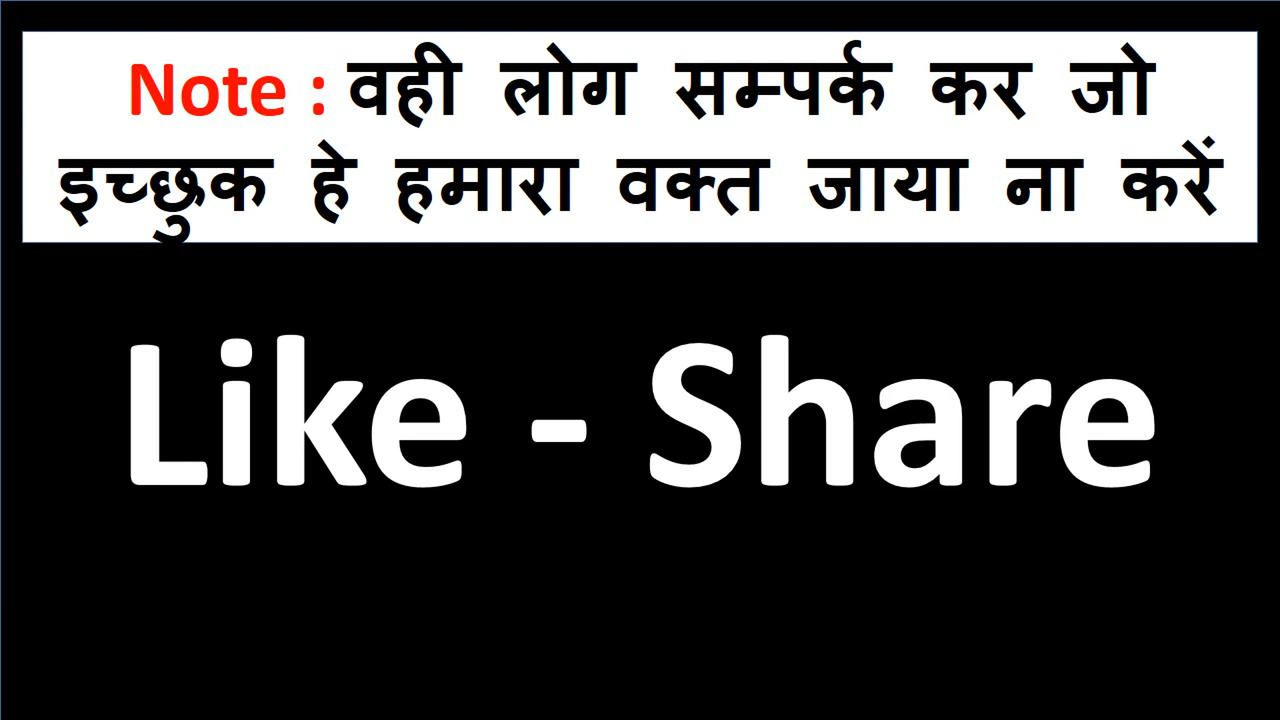 Note : वही लोग सम्पर्क कर जो
इच्छुक हे हमारा वक्त जाया ना करें
Like - Share